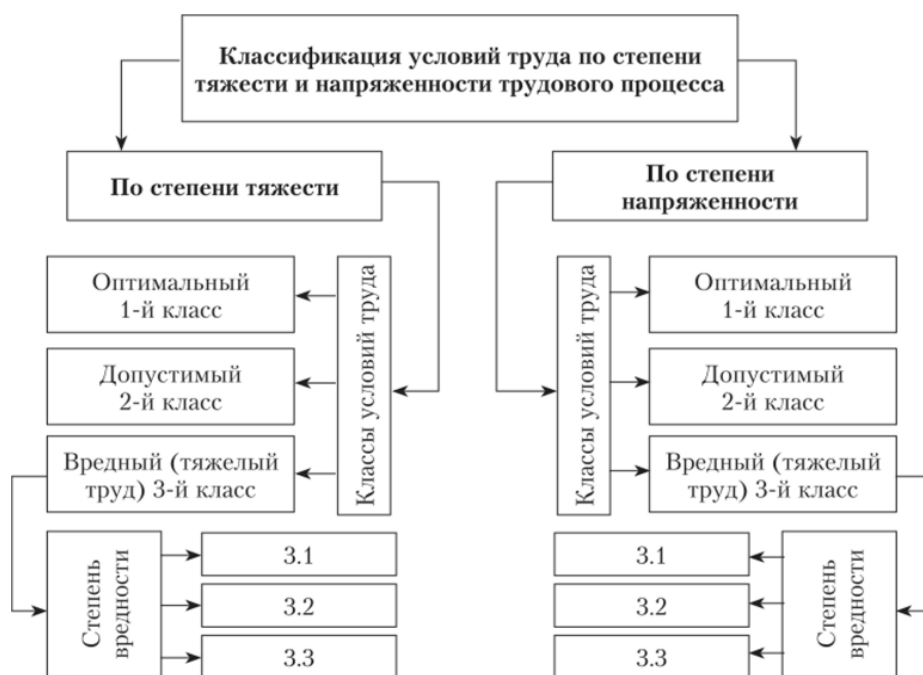 Классификация условий труда по степени
тяжести и напряженности трудового процесса
По степени тяжести
По степени
напряженности
Оптимальный
1-й класс
Допустимый
2-й класс
Вредный (тяжелый
труд) 3-й класс
Классы условий труда
Степень
вредности
3.1
3.2
3.3
Классы условий труда
Оптимальный
1-й класс
Допустимый
2-й класс
Вредный (тяжелый
труд) 3-й класс
3.1
3.2
3.3
Степень
вредности